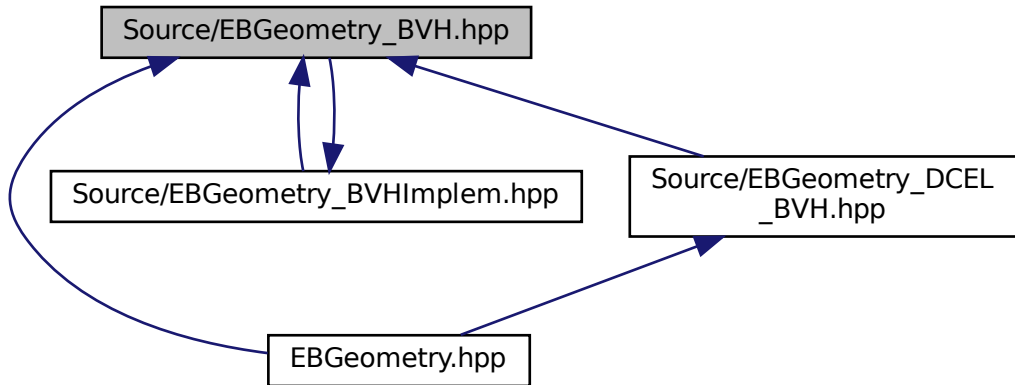 Source/EBGeometry_BVH.hpp
Source/EBGeometry_BVHImplem.hpp
Source/EBGeometry_DCEL
_BVH.hpp
EBGeometry.hpp